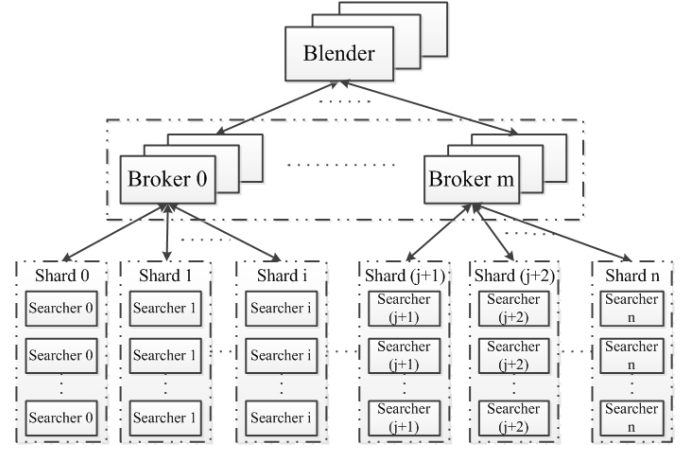 Blender
Broker 0
Broker m
Shard 0
Shard 1
Shard i
Shard (j+1)
Shard (j+2)
Shard n
Searcher 0
Searcher 1
Searcher i
Searcher
(j+1)
Searcher
(j+2)
Searcher
n
Searcher 0
Searcher 1
Searcher i
Searcher
(j+1)
Searcher
(j+2)
Searcher
n
Searcher 0
Searcher 1
Searcher i
Searcher
(j+1)
Searcher
(j+2)
Searcher
n